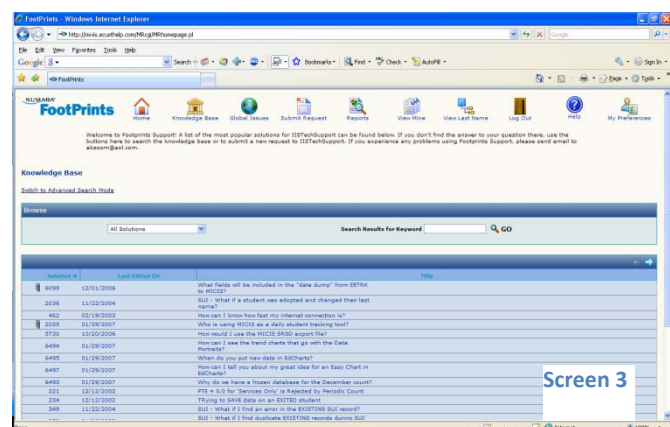 FootPrints - Windows Internet Explorer
http://mi-iis.ecusthelp.com/MRcgi/MRhomepage.pl
Google
File Edit View Favorites Tools Help
Google Search Bookmarks Find Check AutoFill Sign In
FootPrints Page Tools
NUMARA
FootPrints
Home Knowledge Base Global Issues Submit Request Reports View Mine View Last Name Log Out Help My Preferences
Welcome to Footprints Support! A list of the most popular solutions for IISTechSupport can be found below. If you don't find the answer to your question there, use the
buttons here to search the knowledge base or to submit a new request to IISTechSupport. If you experience any problems using Footprints Support, please send email to
Knowledge Base
Switch to Advanced Search Mode
Browse
All Solutions Search Results for Keyword GO
Solution # Last Edited On Title
6099 12/01/2006 What fields will be included in the "data dump" from EETRK
to MICIS?
2036 11/22/2004 SUI - What if a student was adopted and changed their last
name?
462 02/19/2003 How can I know how fast my internet connection is?
2035 01/29/2007 Who is using MICIS as a daily student tracking tool?
5730 10/20/2006 How would I use the MICIS SRSD export file?
6494 01/29/2007 How can I see the trend charts that go with the Data
Portraits?
6495 01/29/2007 When do you put new data in EdCharts?
6497 01/29/2007 How can I tell you about my great idea for an Easy Chart in
EdCharts?
6492 01/29/2007 Why do we have a frozen database for the December count?
221 12/12/2002 FTE = 0.0 for 'Services Only' is Rejected by Periodic Count
234 12/12/2002 TRying to SAVE data on an EXITED student
349 11/22/2004 SUI - What if I find an error in the EXISTING SUI record?
SUI - What if I find duplicate EXISTING records during SUI
Screen 3